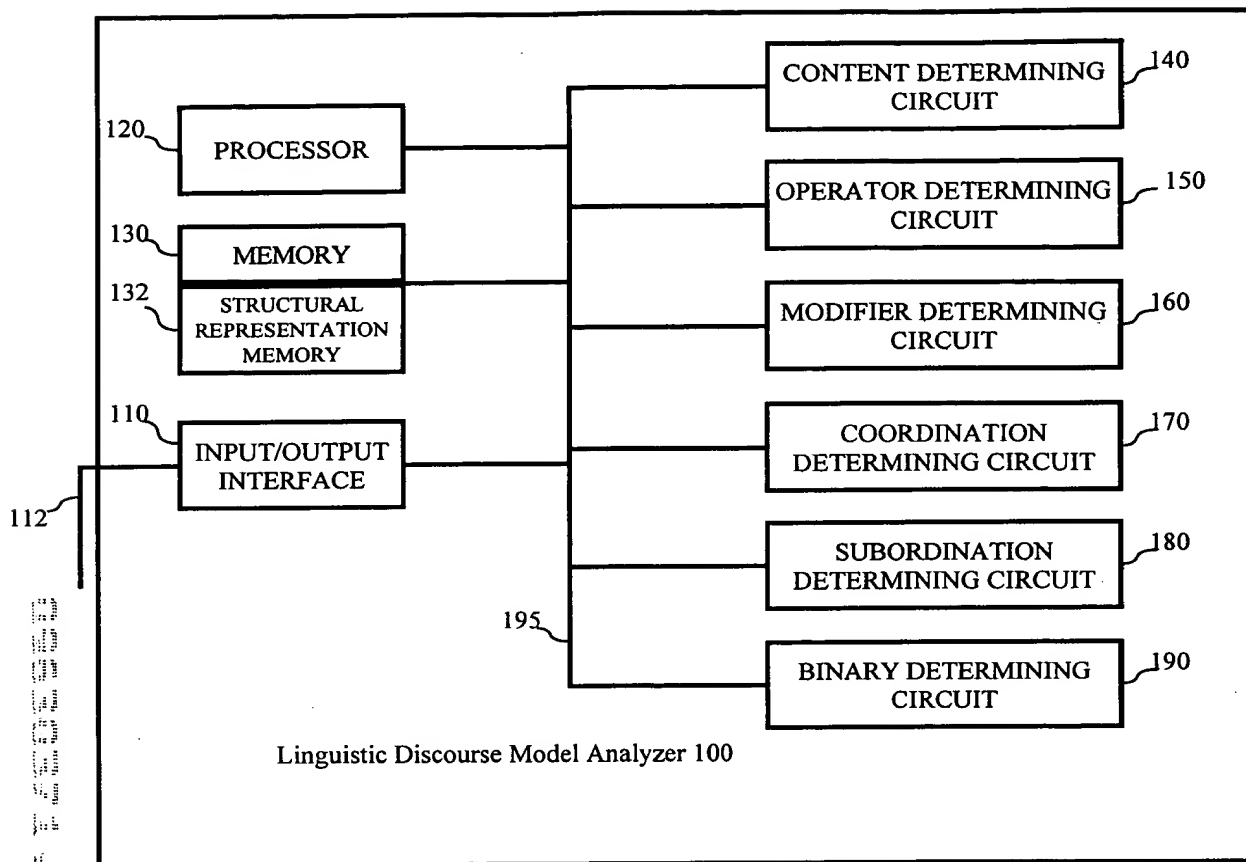 120
PROCESSOR
130
MEMORY
132
STRUCTURAL
REPRESENTATION
MEMORY
110
INPUT/OUTPUT
INTERFACE
112
CONTENT DETERMINING
CIRCUIT
140
OPERATOR DETERMINING
CIRCUIT
150
MODIFIER DETERMINING
CIRCUIT
160
COORDINATION
DETERMINING CIRCUIT
170
SUBORDINATION
DETERMINING CIRCUIT
180
195
BINARY DETERMINING
CIRCUIT
190
Linguistic Discourse Model Analyzer 100